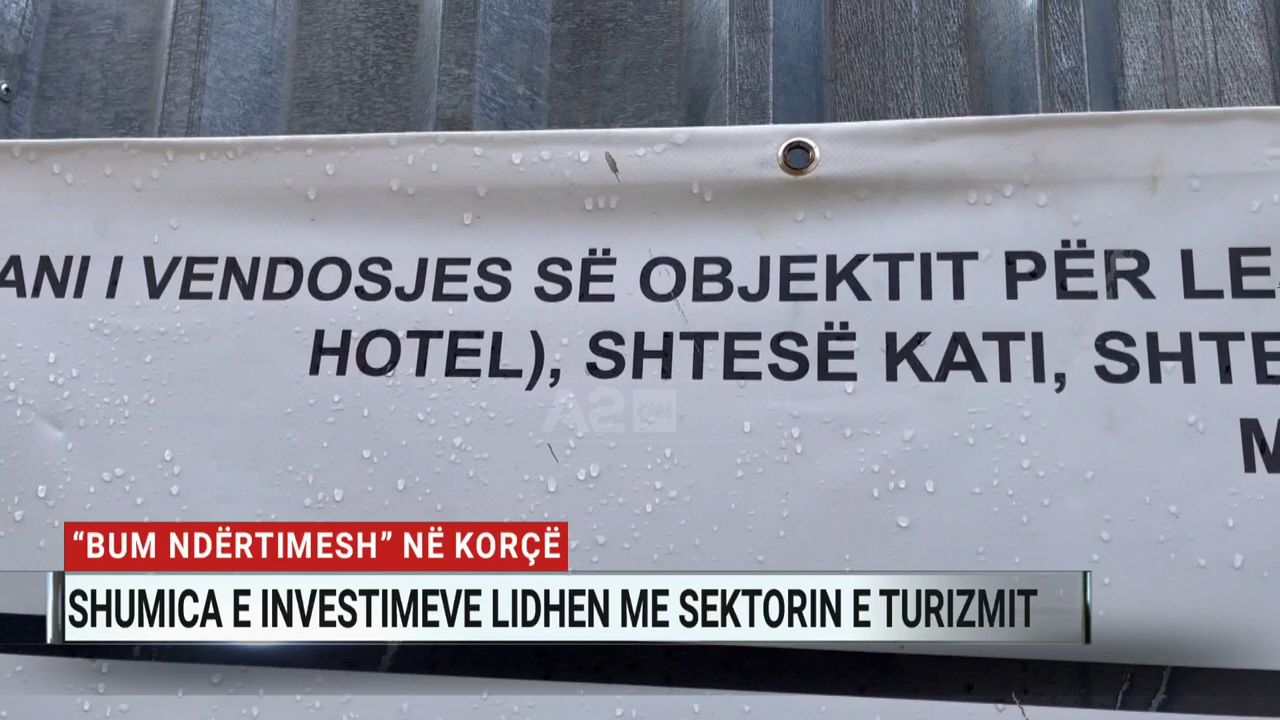 ANI I VENDOSJES SË OBJEKTIT PËR LE
HOTEL), SHTESË KATI, SHTE
M
A2
"BUM NDËRTIMESH" NË KORÇË
SHUMICA E INVESTIMEVE LIDHEN ME SEKTORIN E TURIZMIT